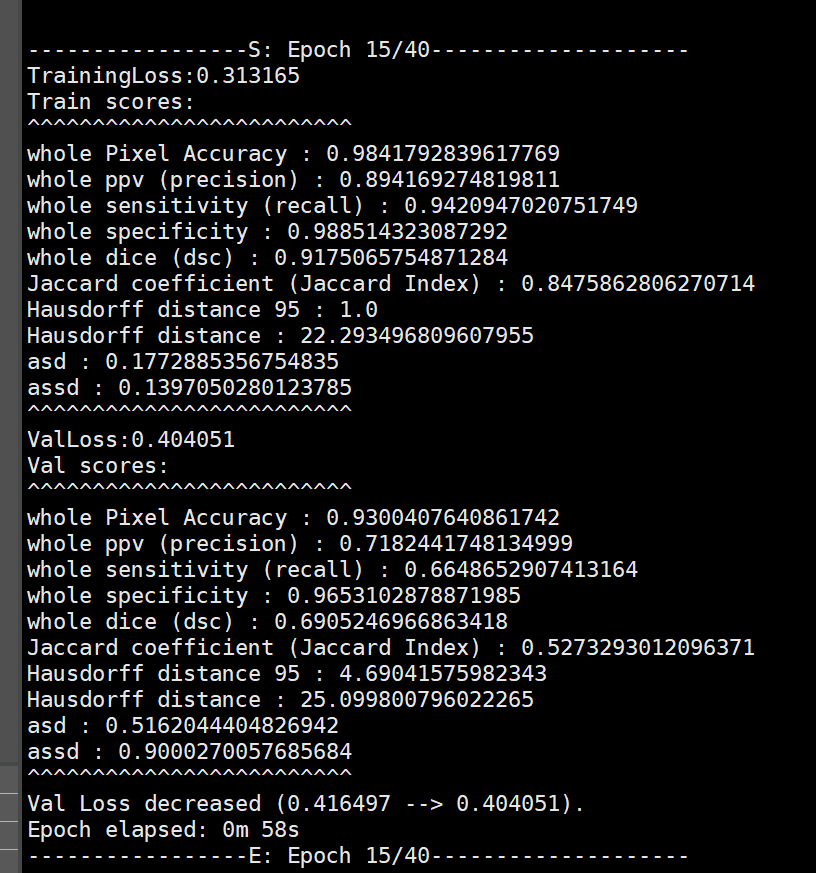 -----------------S: Epoch 15/40--------------------
TrainingLoss:0.313165
Train scores:
^^^^^^^^^^^^^^^^^^^^^^^^^
whole Pixel Accuracy : 0.9841792839617769
whole ppv (precision) : 0.894169274819811
whole sensitivity (recall) : 0.9420947020751749
whole specificity : 0.988514323087292
whole dice (dsc) : 0.9175065754871284
Jaccard coefficient (Jaccard Index) : 0.8475862806270714
Hausdorff distance 95 : 1.0
Hausdorff distance : 22.293496809607955
asd : 0.1772885356754835
assd : 0.1397050280123785
^^^^^^^^^^^^^^^^^^^^^^^^^
ValLoss:0.404051
Val scores:
^^^^^^^^^^^^^^^^^^^^^^^^^
whole Pixel Accuracy : 0.9300407640861742
whole ppv (precision) : 0.7182441748134999
whole sensitivity (recall) : 0.6648652907413164
whole specificity : 0.9653102878871985
whole dice (dsc) : 0.6905246966863418
Jaccard coefficient (Jaccard Index) : 0.5273293012096371
Hausdorff distance 95 : 4.69041575982343
Hausdorff distance : 25.099800796022265
asd : 0.5162044404826942
assd : 0.9000270057685684
^^^^^^^^^^^^^^^^^^^^^^^^^
Val Loss decreased (0.416497 --> 0.404051).
Epoch elapsed: 0m 58s
-----------------E: Epoch 15/40--------------------